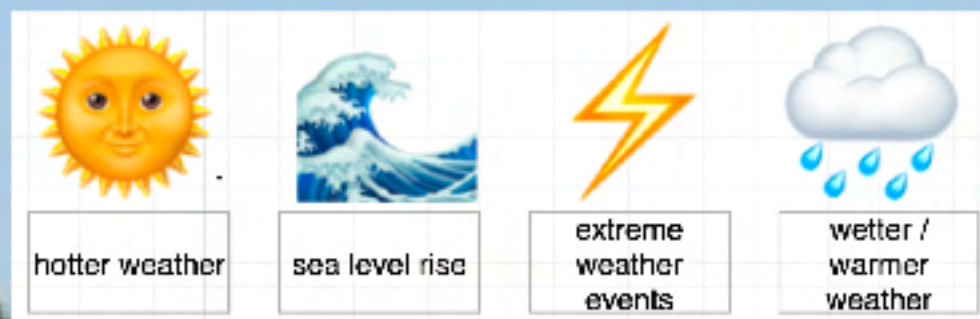 hotter weather
sea level rise
extreme
weather
events
wetter /
warmer
weather